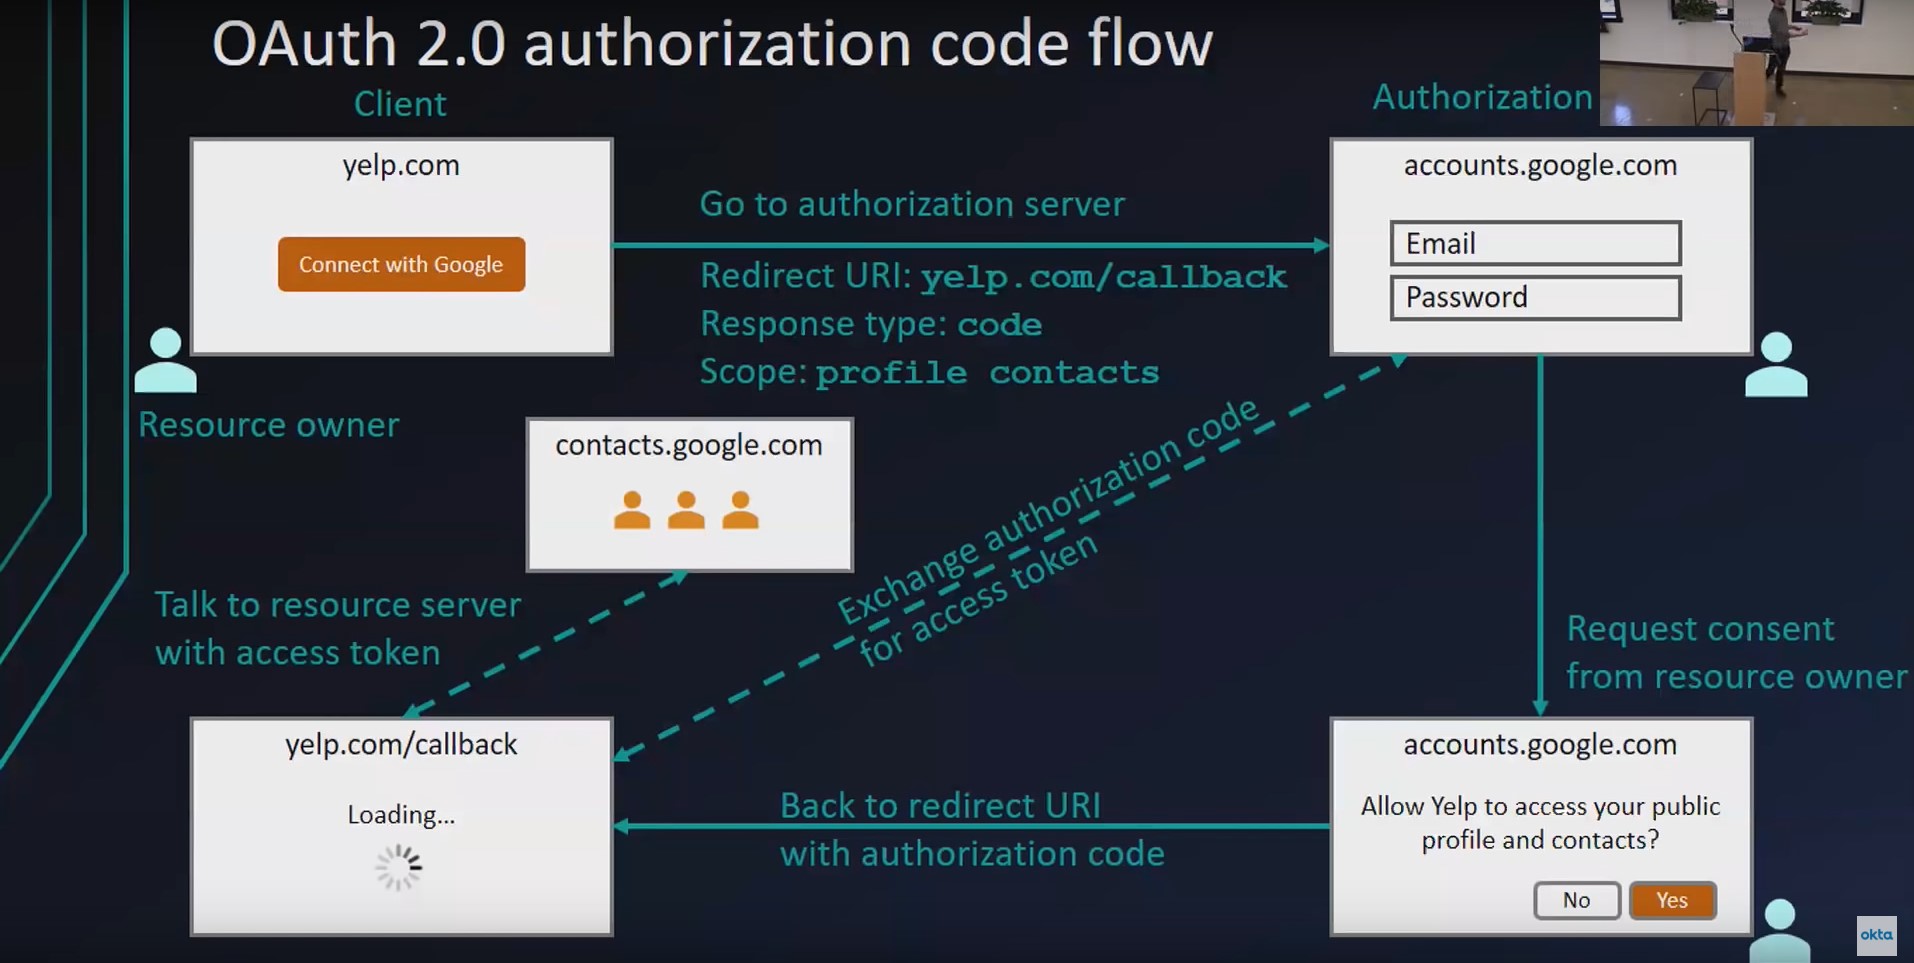 OAuth 2.0 authorization code flow
Client
Authorization
yelp.com
Connect with Google
Resource owner
Go to authorization server
Redirect URI: yelp.com/callback
Response type: code
Scope: profile contacts
accounts.google.com
Email
Password
contacts.google.com
Exchange authorization code
for access token
Talk to resource server
with access token
Request consent
from resource owner
yelp.com/callback
Loading...
Back to redirect URI
with authorization code
accounts.google.com
Allow Yelp to access your public
profile and contacts?
No
Yes
okta